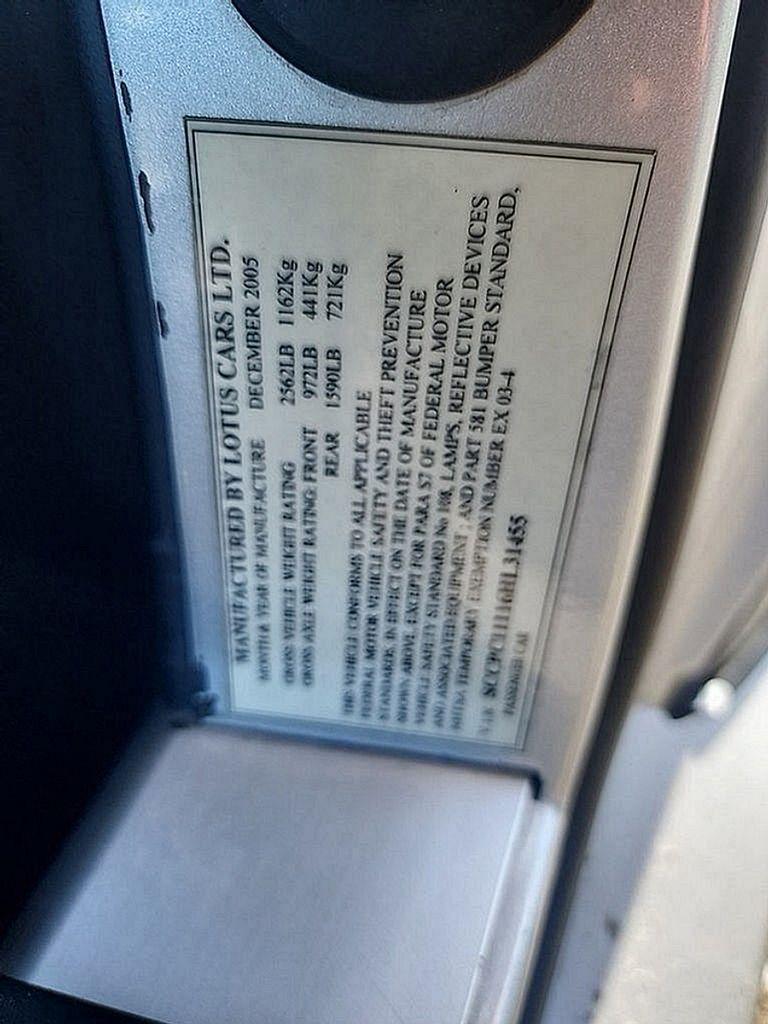 MANUFACTURED BY LOTUS CARS LTD.
MONTH & YEAR OF MANUFACTURE DECEMBER 2005
GROSS VEHICLE WEIGHT RATING 2562LB 1162Kg
GROSS AXLE WEIGHT RATING: FRONT 972LB 441Kg
REAR 1590LB 721Kg
THIS VEHICLE CONFORMS TO ALL APPLICABLE
FEDERAL MOTOR VEHICLE SAFETY AND THEFT PREVENTION
STANDARDS IN EFFECT ON THE DATE OF MANUFACTURE
SHOWN ABOVE, EXCEPT FOR PARA S7 OF FEDERAL MOTOR
VEHICLE SAFETY STANDARD No 108, LAMPS, REFLECTIVE DEVICES
AND ASSOCIATED EQUIPMENT; AND PART 581 BUMPER STANDARD,
NHTSA TEMPORARY EXEMPTION NUMBER EX 03-4
PASSENGER CAR